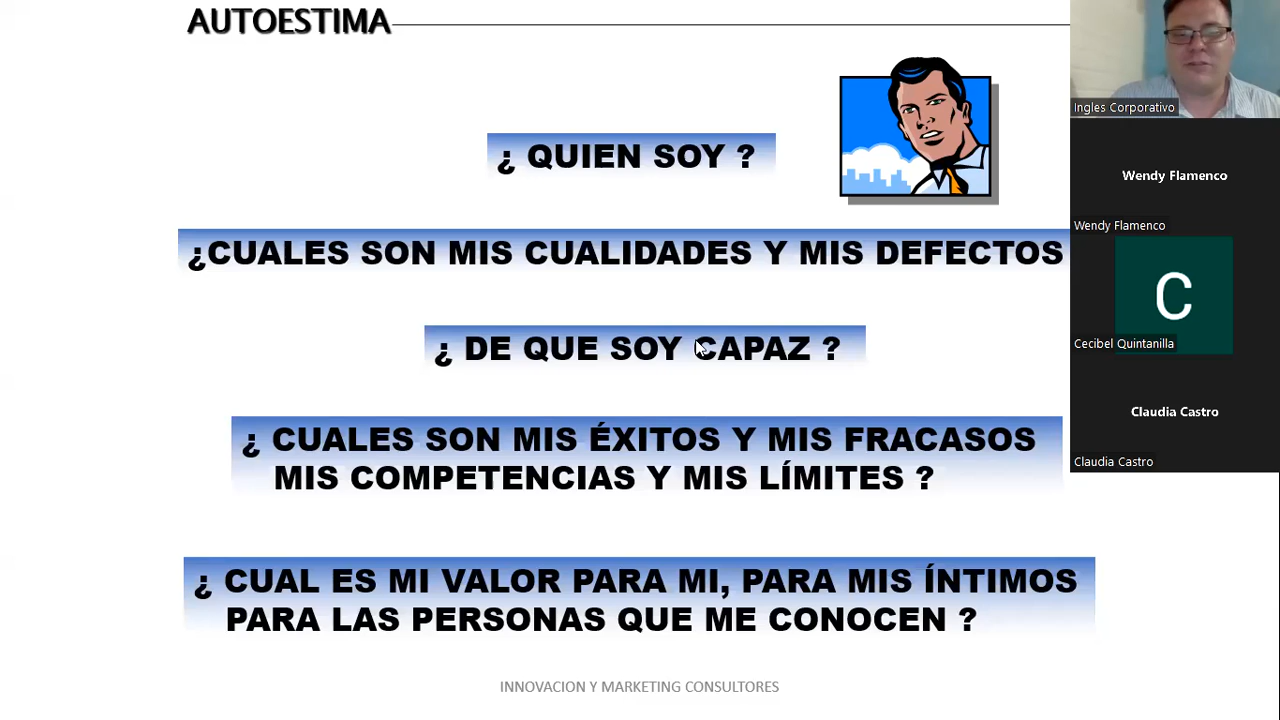 AUTOESTIMA
¿ QUIEN SOY ?
¿CUALES SON MIS CUALIDADES Y MIS DEFECTOS
¿ DE QUE SOY CAPAZ ?
¿ CUALES SON MIS ÉXITOS Y MIS FRACASOS
MIS COMPETENCIAS Y MIS LÍMITES ?
¿ CUAL ES MI VALOR PARA MI, PARA MIS ÍNTIMOS
PARA LAS PERSONAS QUE ME CONOCEN ?
INNOVACION Y MARKETING CONSULTORES
Ingles Corporativo
Wendy Flamenco
Wendy Flamenco
C
Cecibel Quintanilla
Claudia Castro
Claudia Castro